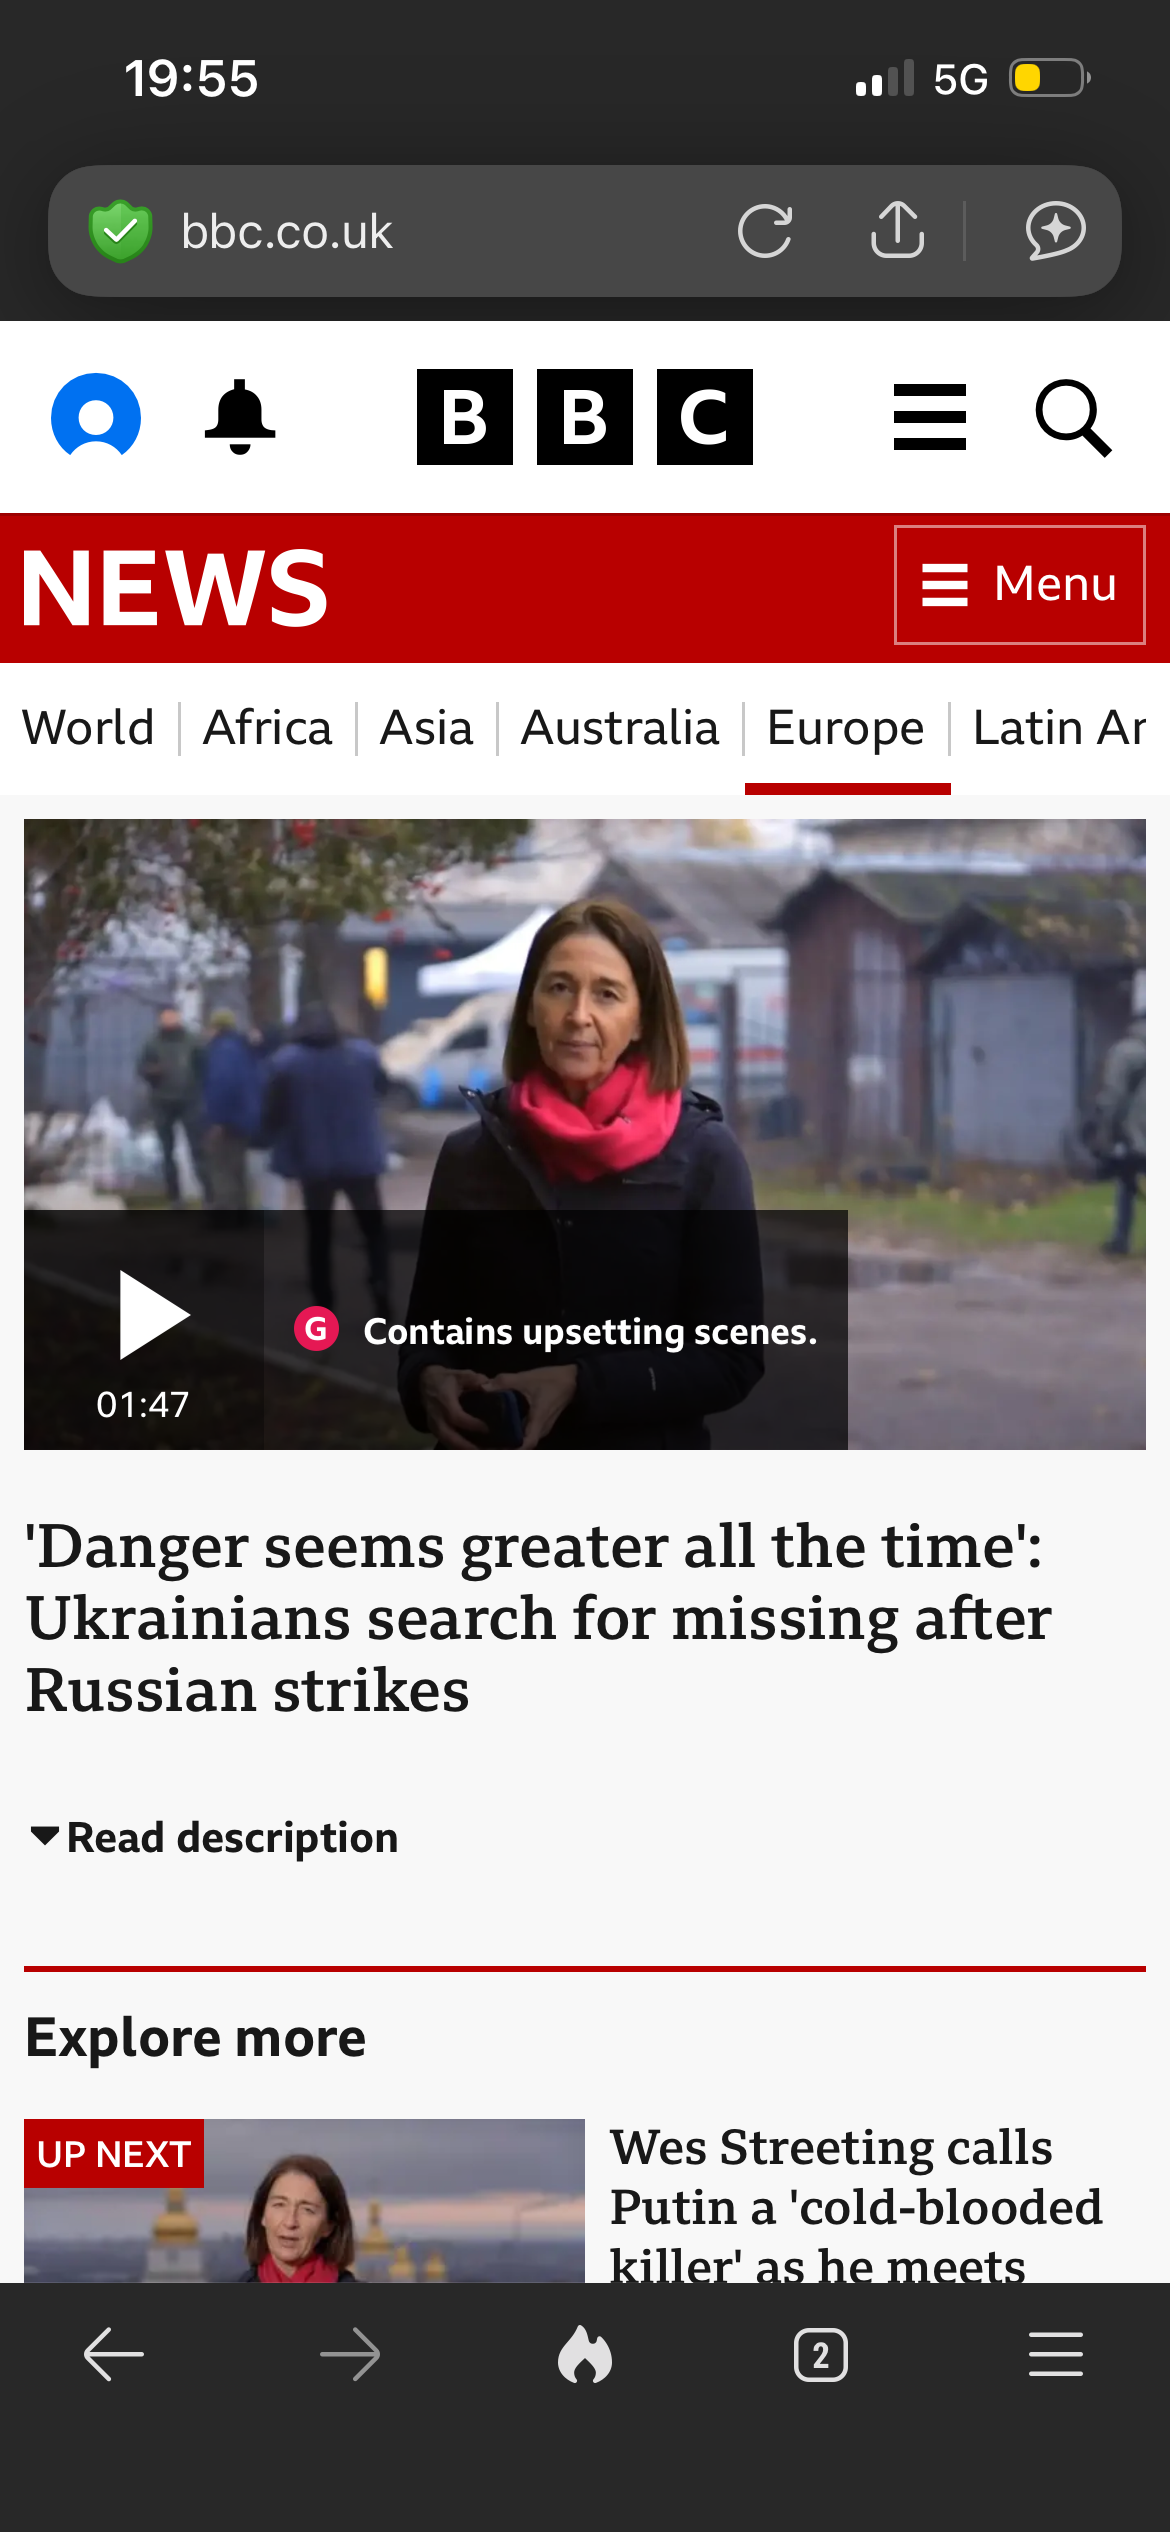 19:55 5G
bbc.co.uk
BBC
NEWS
Menu
World Africa Asia Australia Europe Latin Am
G Contains upsetting scenes.
01:47
'Danger seems greater all the time':
Ukrainians search for missing after
Russian strikes
Read description
Explore more
UP NEXT
Wes Streeting calls
Putin a 'cold-blooded
killer' as he meets
2